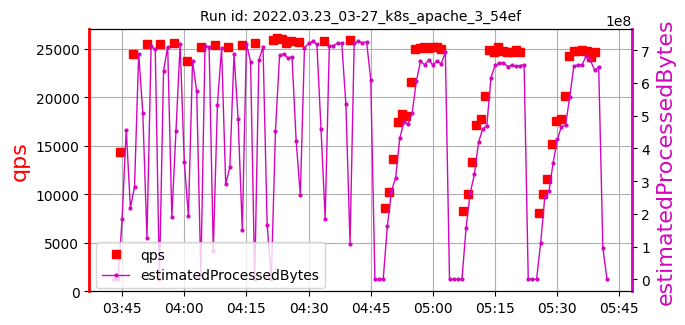 Run id: 2022.03.23_03-27_k8s_apache_3_54ef
1e8
25000
20000
15000
10000
5000
0
qps
7
6
5
4
3
2
1
0
estimatedProcessedBytes
qps
estimatedProcessedBytes
03:45 04:00 04:15 04:30 04:45 05:00 05:15 05:30 05:45